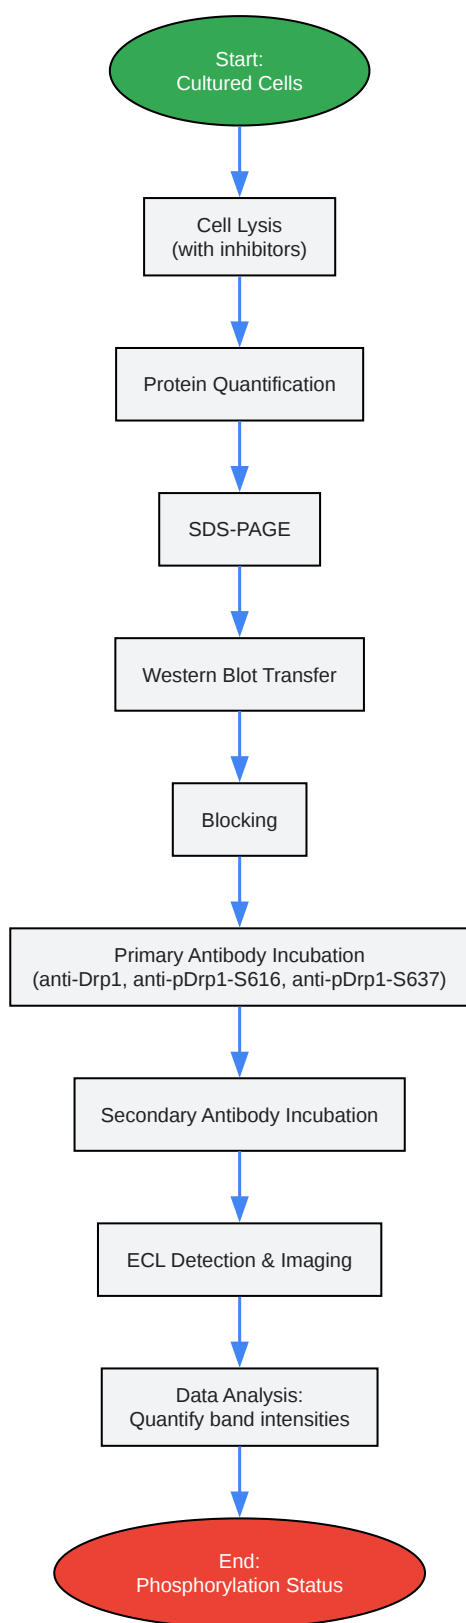 Start:
Cultured Cells
Cell Lysis
(with inhibitors)
Protein Quantification
SDS-PAGE
Western Blot Transfer
Blocking
Primary Antibody Incubation
(anti-Drp1, anti-pDrp1-S616, anti-pDrp1-S637)
Secondary Antibody Incubation
ECL Detection & Imaging
Data Analysis:
Quantify band intensities
End:
Phosphorylation Status